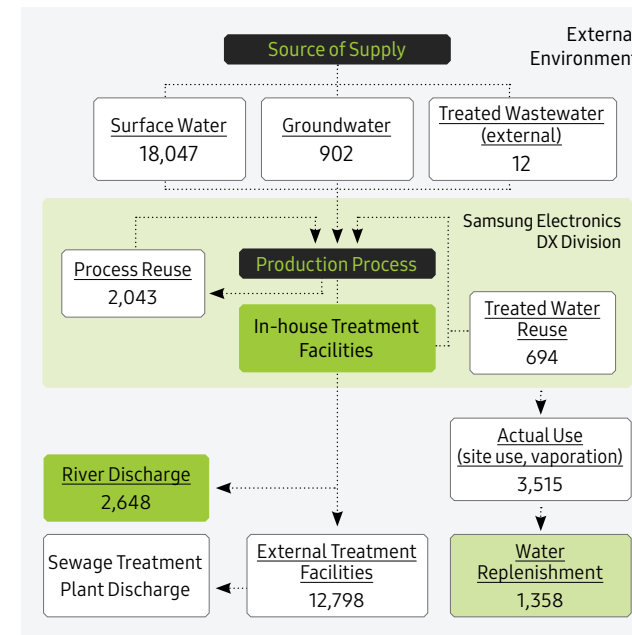 Source of Supply
External
Environment
Surface Water
18,047
Groundwater
902
Treated Wastewater
(external)
12
Samsung Electronics
DX Division
Process Reuse
2,043
Production Process
In-house Treatment
Facilities
Treated Water
Reuse
694
Actual Use
(site use, vaporation)
3,515
River Discharge
2,648
Sewage Treatment
Plant Discharge
External Treatment
Facilities
12,798
Water
Replenishment
1,358